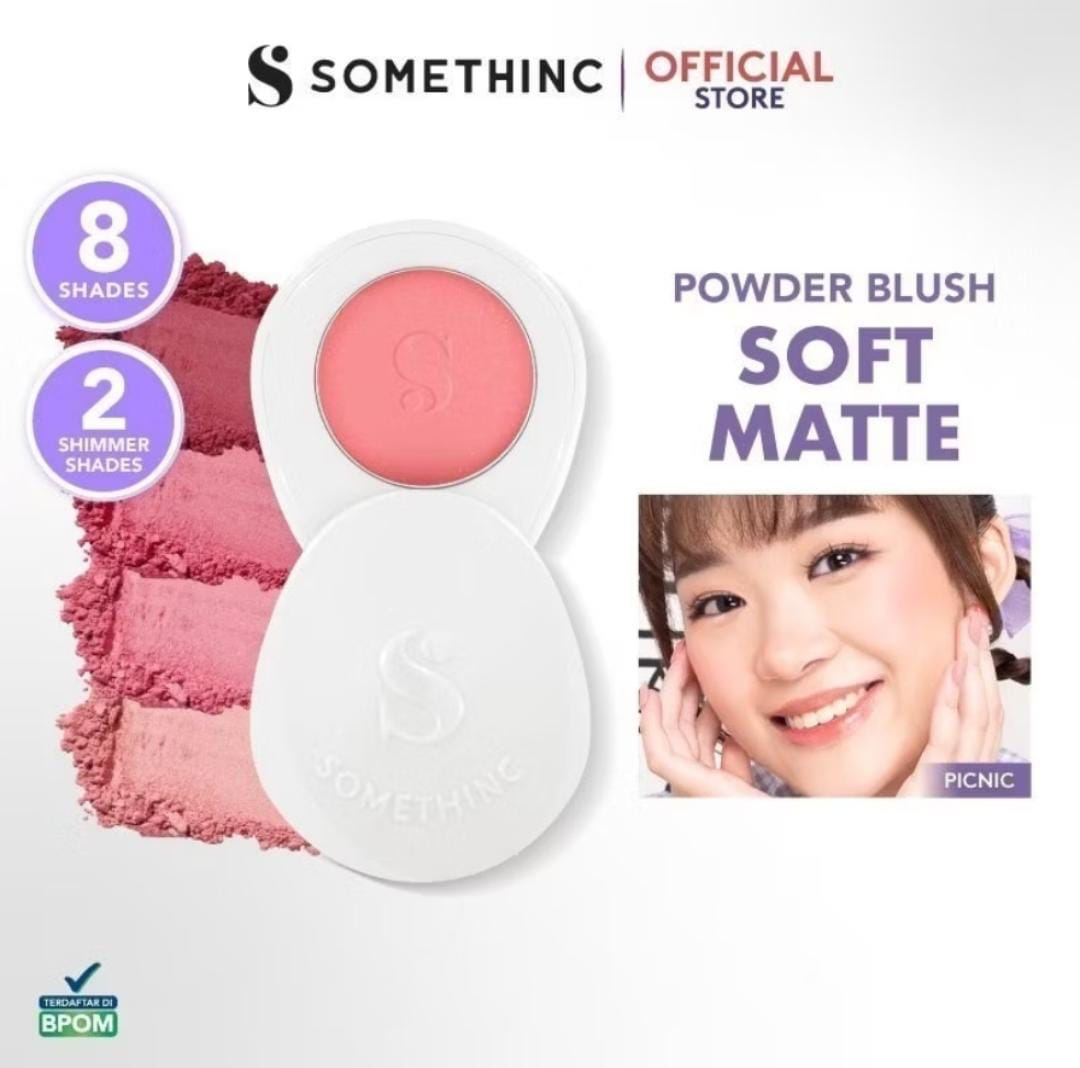 S SOMETHINC
OFFICIAL
STORE
8
SHADES
2
SHIMMER
SHADES
POWDER BLUSH
SOFT
MATTE
S
S
SOMETHINC
PICNIC
TERDAFTAR DI
BPOM